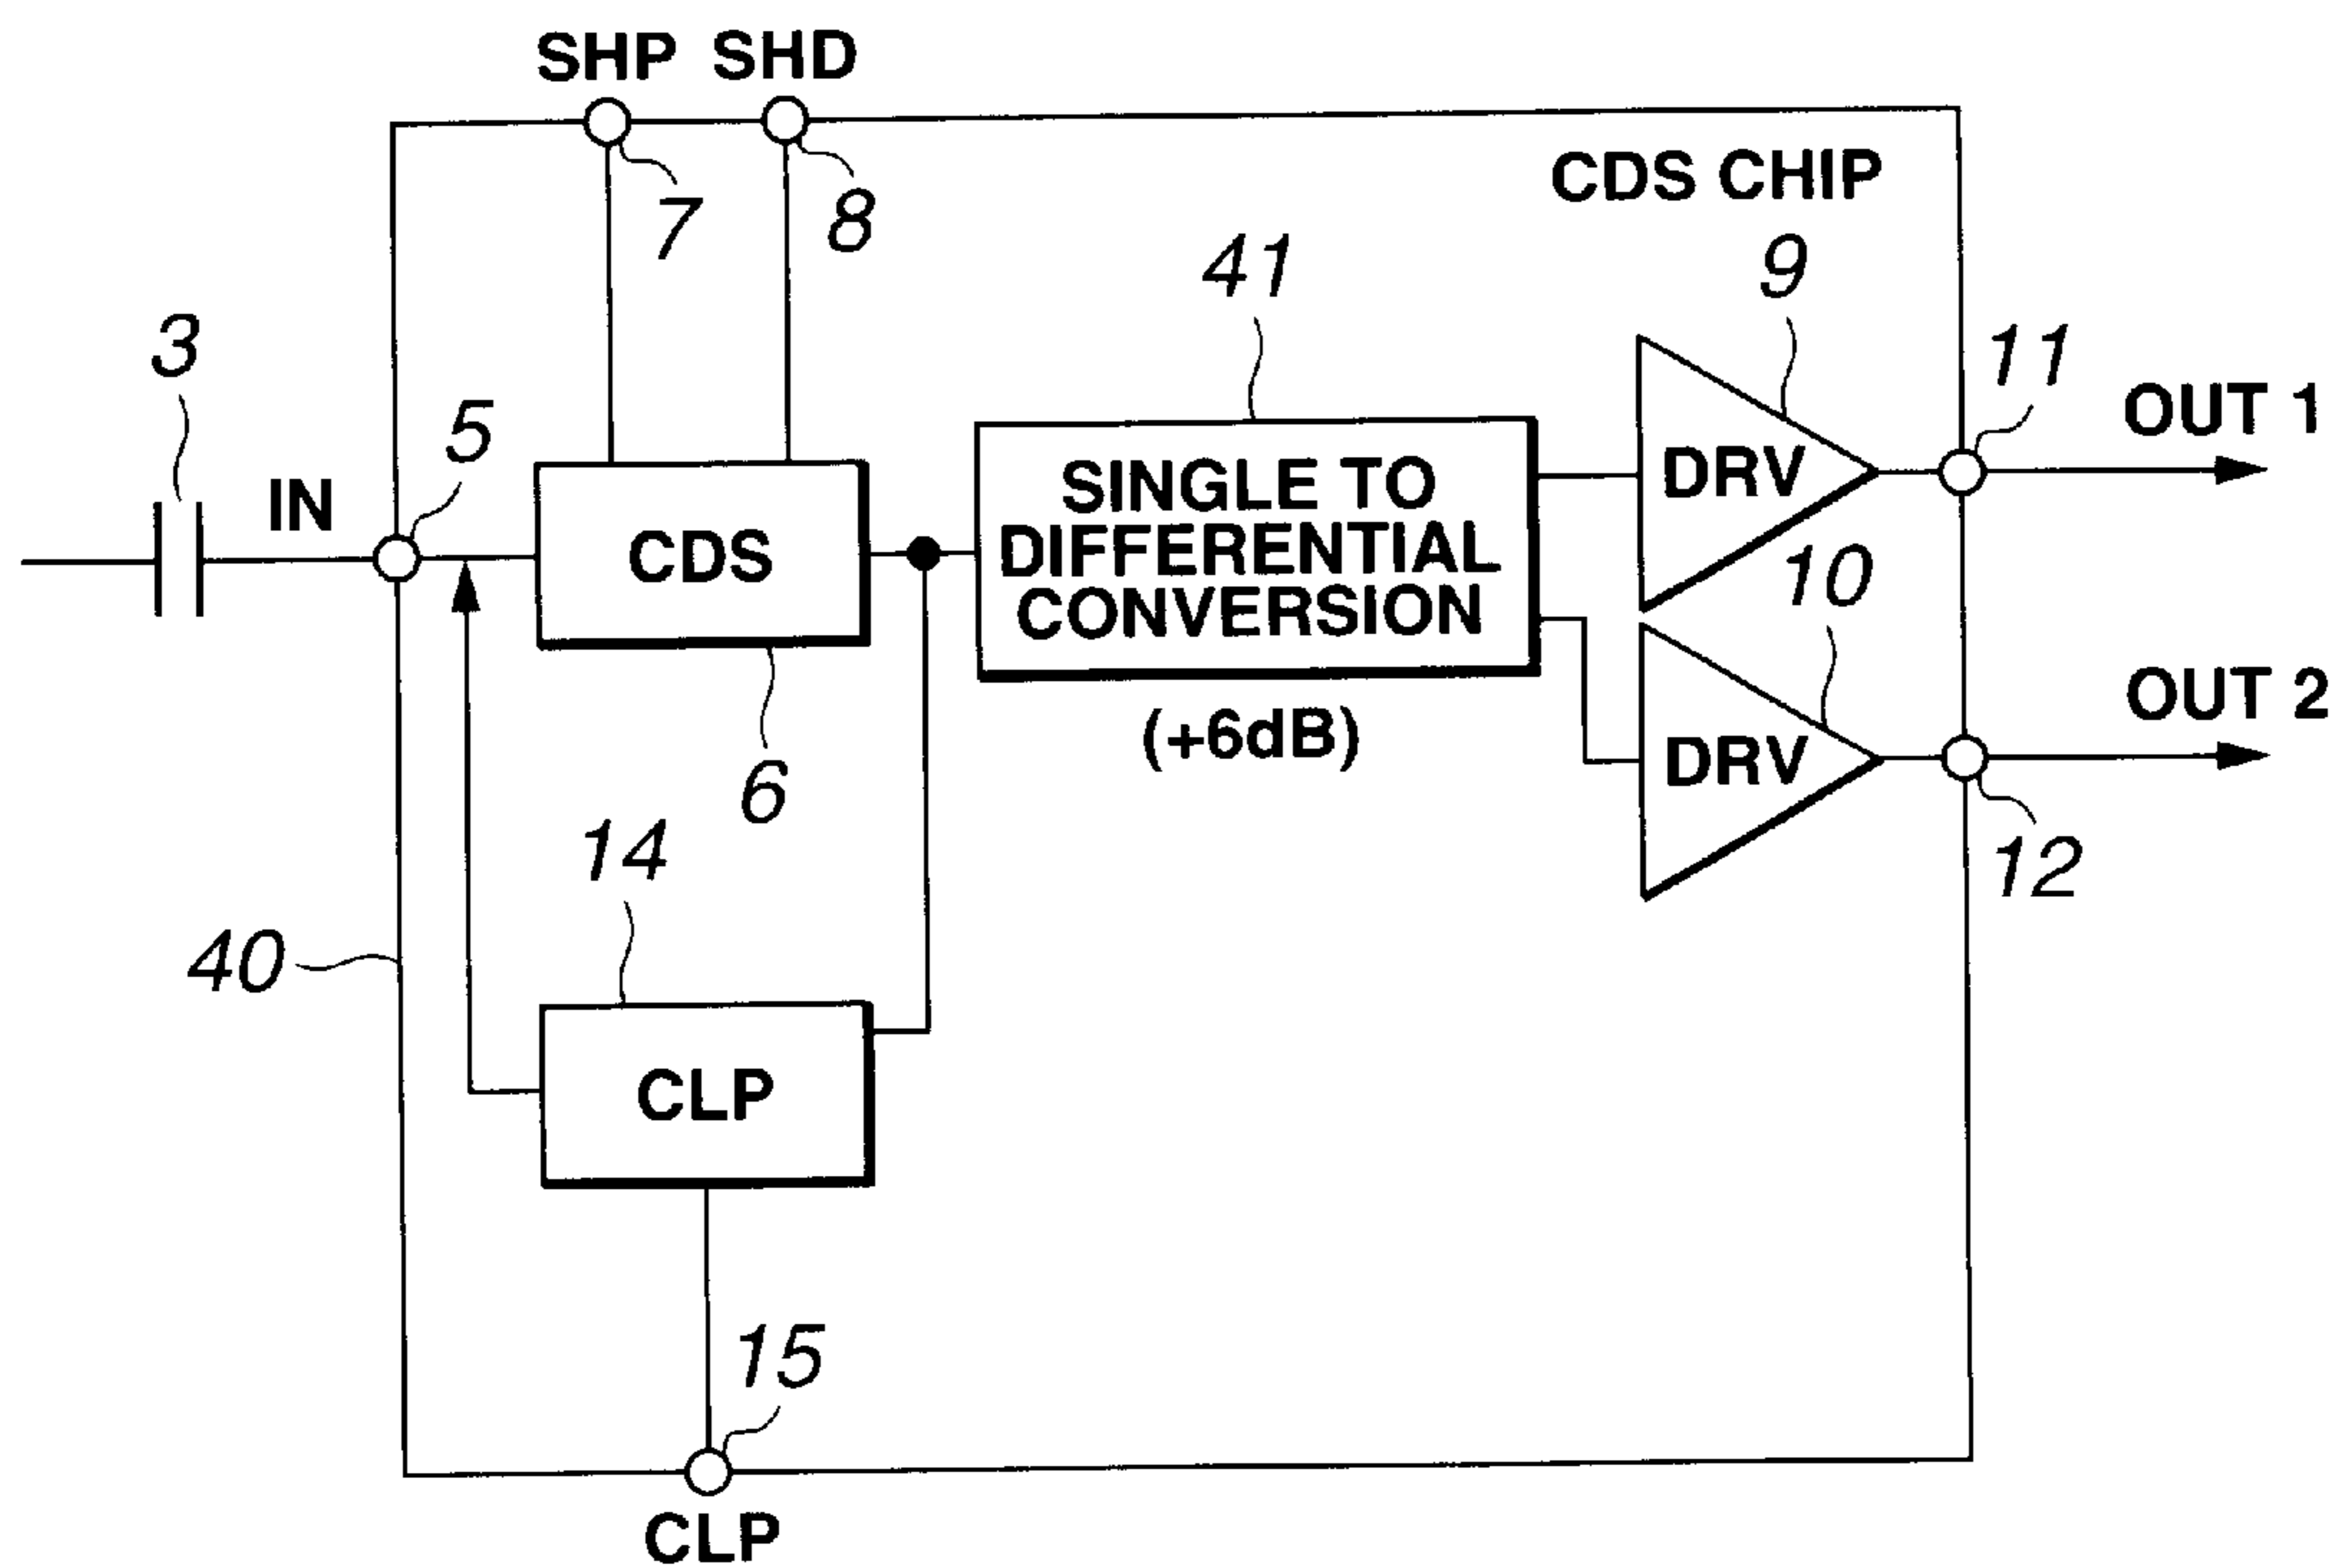 SHP SHD
CDS CHIP
7
8
41
9
3
5
11
OUT 1
IN
CDS
SINGLE TO
DIFFERENTIAL
CONVERSION
DRV
10
OUT 2
(+6dB)
DRV
6
14
12
40
CLP
15
CLP